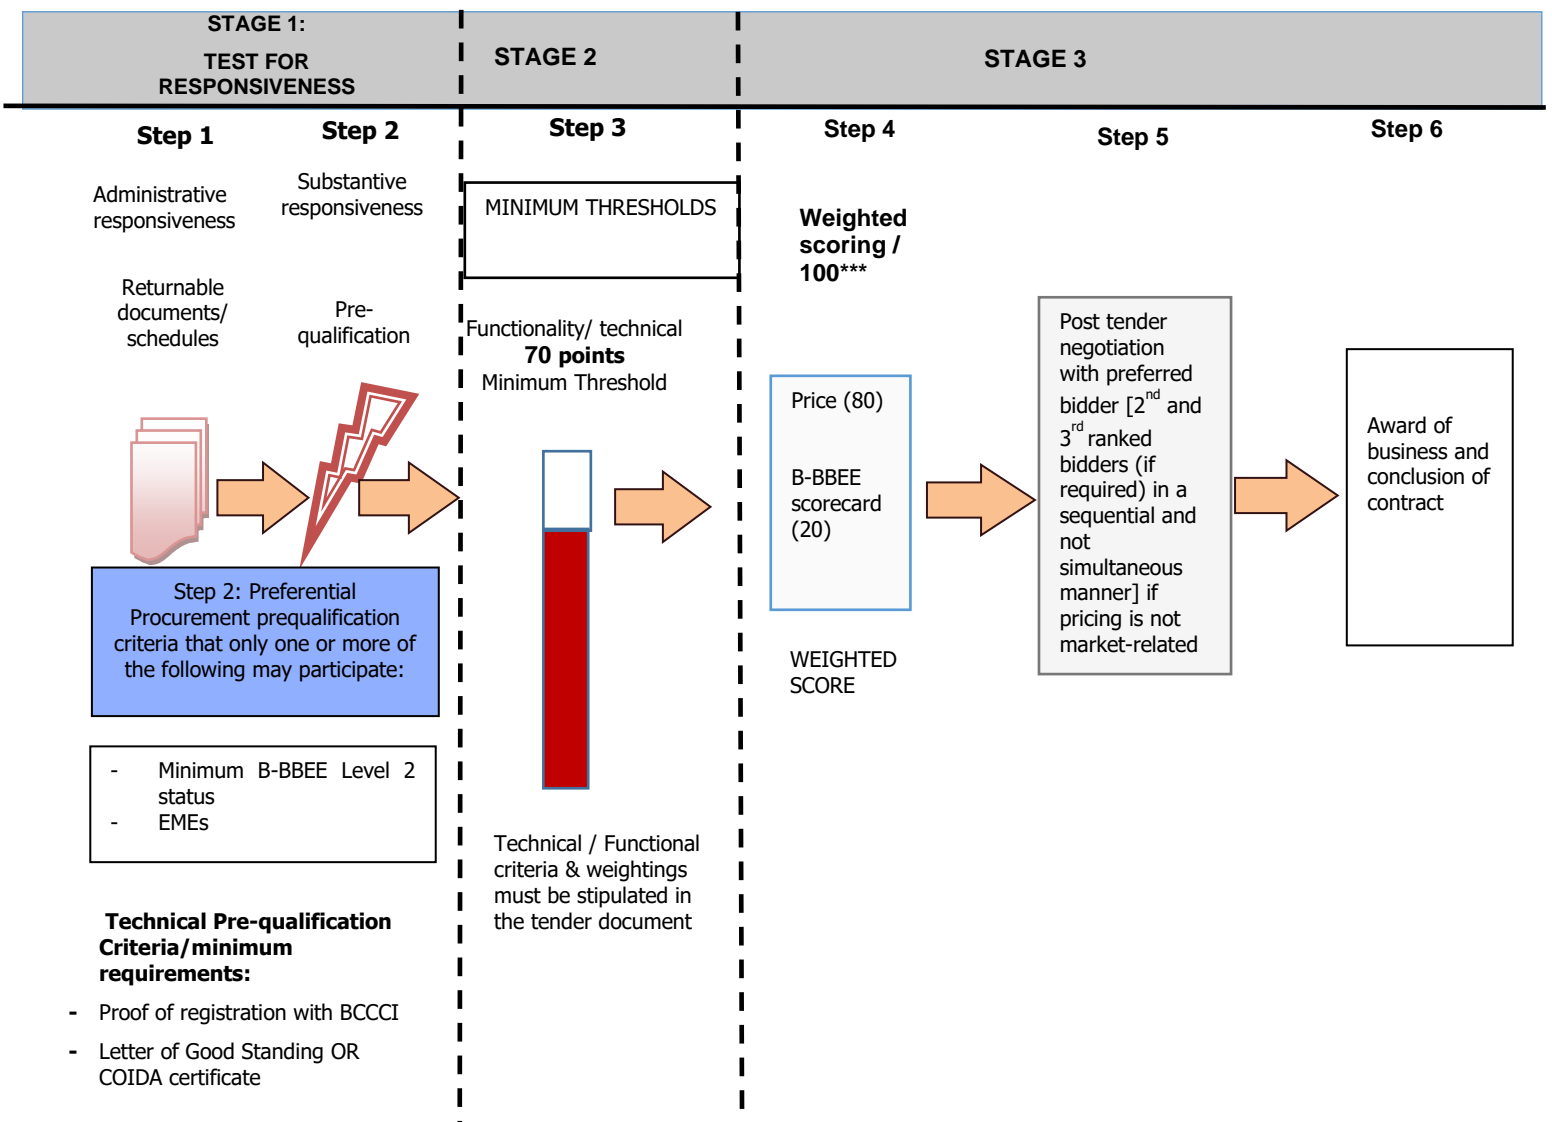 STAGE 1:
TEST FOR
RESPONSIVENESS
STAGE 2
STAGE 3
Step 1
Step 2
Step 3
Step 4
Step 5
Step 6
Administrative
responsiveness
Returnable
documents/
schedules
Substantive
responsiveness
Pre-
qualification
Step 2: Preferential
Procurement prequalification
criteria that only one or more of
the following may participate:
- Minimum B-BBEE Level 2
status
- EMEs
Technical Pre-qualification
Criteria/minimum
requirements:
- Proof of registration with BCCCI
- Letter of Good Standing OR
COIDA certificate
MINIMUM THRESHOLDS
Functionality/ technical
70 points
Minimum Threshold
Technical / Functional
criteria & weightings
must be stipulated in
the tender document
Weighted
scoring /
100***
Price (80)
B-BBEE
scorecard
(20)
WEIGHTED
SCORE
Post tender
negotiation
with preferred
bidder [2nd and
3rd ranked
bidders (if
required) in a
sequential and
not
simultaneous
manner] if
pricing is not
market-related
Award of
business and
conclusion of
contract